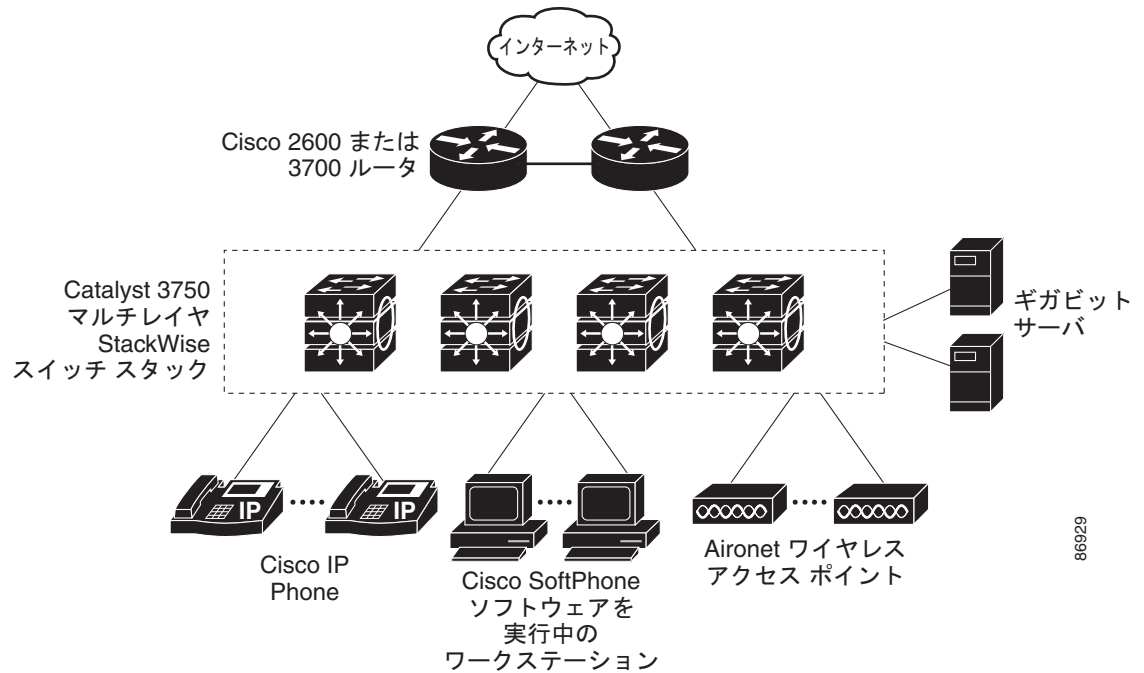 インターネット
Cisco 2600 または
3700 ルータ
Catalyst 3750
マルチレイヤ
StackWise
スイッチ スタック
ギガビット
サーバ
IP
IP
Cisco IP
Phone
Cisco SoftPhone
ソフトウェアを
実行中の
ワークステーション
Aironet ワイヤレス
アクセス ポイント
86929